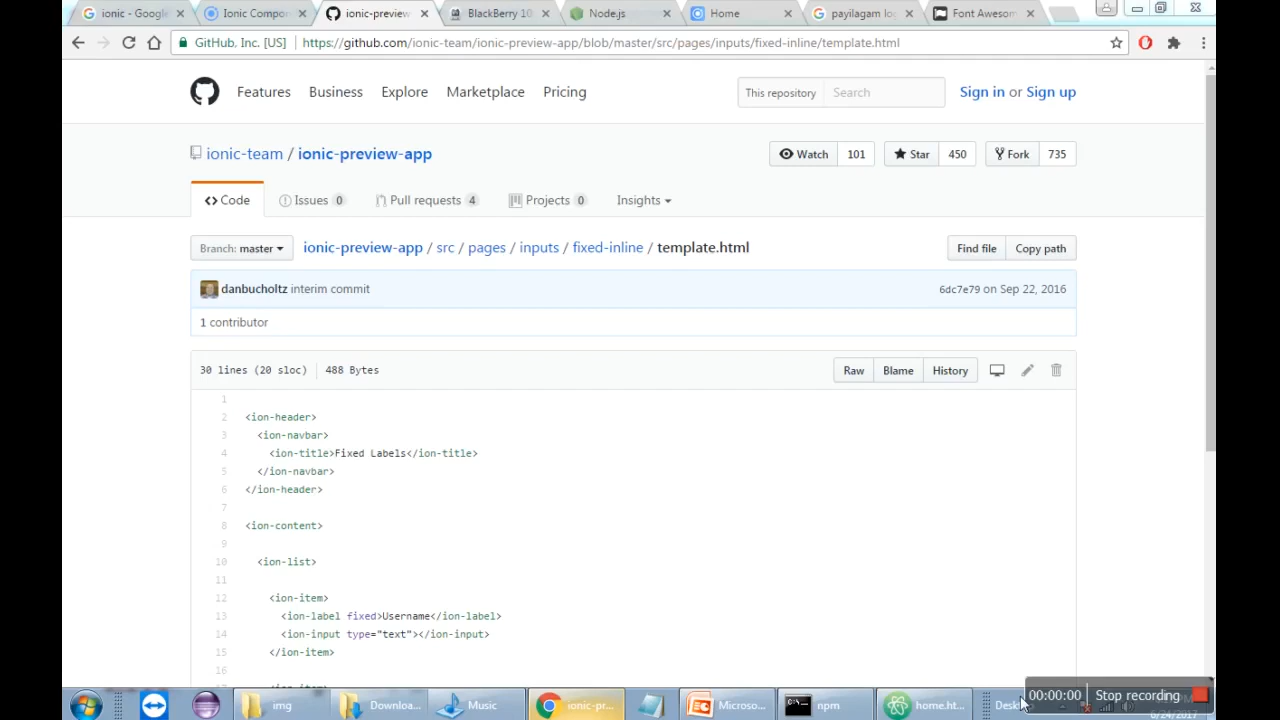 ionic - Google
Ionic Compon
ionic-preview
BlackBerry 10
Node.js
Home
payilagam log
Font Awesom
GitHub, Inc. [US]
https://github.com/ionic-team/ionic-preview-app/blob/master/src/pages/inputs/fixed-inline/template.html
Features
Business
Explore
Marketplace
Pricing
This repository
Search
Sign in or Sign up
ionic-team / ionic-preview-app
Watch 101
Star 450
Fork 735
Code
Issues 0
Pull requests 4
Projects 0
Insights
Branch: master
ionic-preview-app / src / pages / inputs / fixed-inline / template.html
Find file
Copy path
danbucholtz interim commit
6dc7e79 on Sep 22, 2016
1 contributor
30 lines (20 sloc)
488 Bytes
Raw
Blame
History
1
2 <ion-header>
3 <ion-navbar>
4 <ion-title>Fixed Labels</ion-title>
5 </ion-navbar>
6 </ion-header>
7
8 <ion-content>
9
10 <ion-list>
11
12 <ion-item>
13 <ion-label fixed>Username</ion-label>
14 <ion-input type="text"></ion-input>
15 </ion-item>
16
00:00:00
Stop recording
img
Downloa...
Music
ionic-pr...
Microso...
npm
home.ht...
6/24/2017